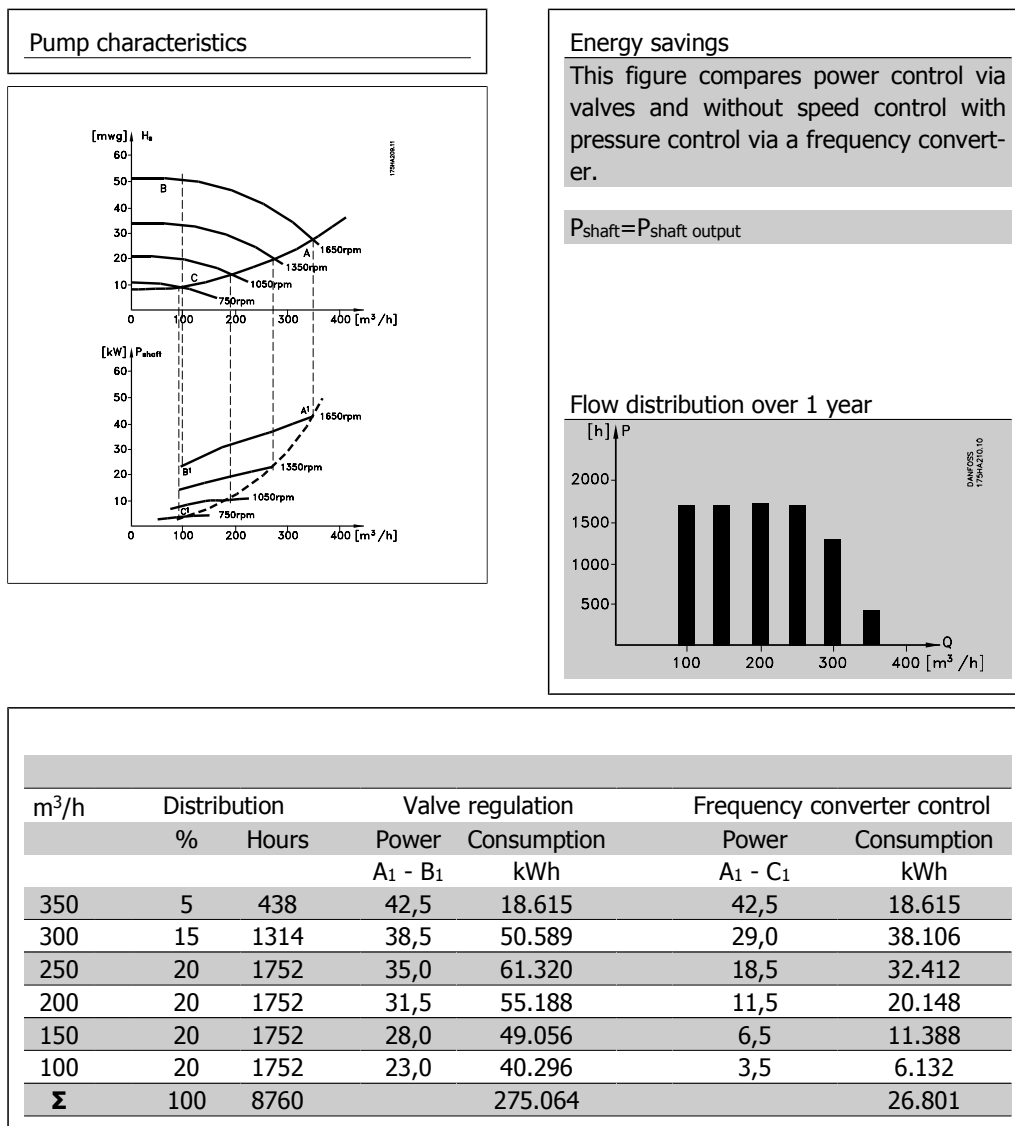 Pump characteristics
[mwg] Hs
60
50
40
30
20
10
B
A
C
1650rpm
1350rpm
1050rpm
750rpm
0 100 200 300 400 [m³/h]
175HA209.11
[kW] Pshaft
60
50
40
30
20
10
A¹
B¹
C¹
1650rpm
1350rpm
1050rpm
750rpm
0 100 200 300 400 [m³/h]
Energy savings
This figure compares power control via
valves and without speed control with
pressure control via a frequency convert-
er.
Pshaft=Pshaft output
Flow distribution over 1 year
[h] P
2000
1500
1000
500
100 200 300 400 [m³/h]
Q
DANFOSS
175HA210.10
m³/h Distribution Valve regulation Frequency converter control
% Hours Power Consumption Power Consumption
A1 - B1 kWh A1 - C1 kWh
350 5 438 42,5 18.615 42,5 18.615
300 15 1314 38,5 50.589 29,0 38.106
250 20 1752 35,0 61.320 18,5 32.412
200 20 1752 31,5 55.188 11,5 20.148
150 20 1752 28,0 49.056 6,5 11.388
100 20 1752 23,0 40.296 3,5 6.132
Σ 100 8760 275.064 26.801